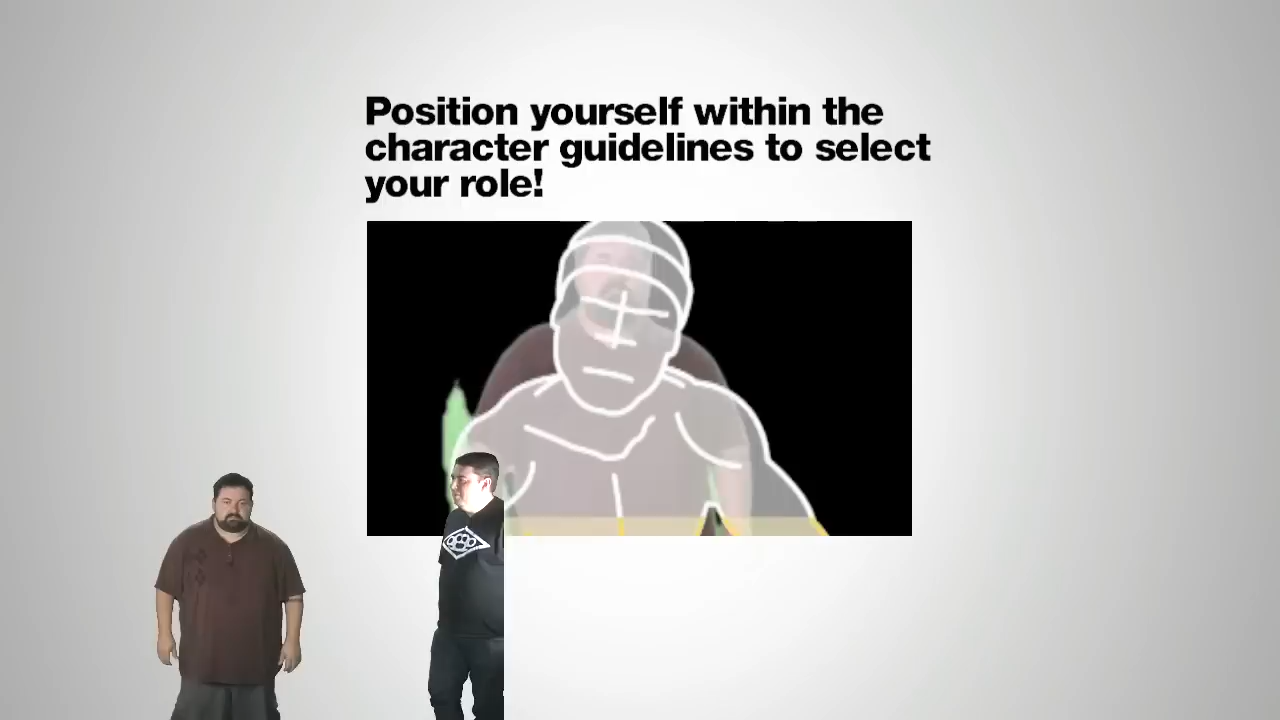 Position yourself within the
character guidelines to select
your role!